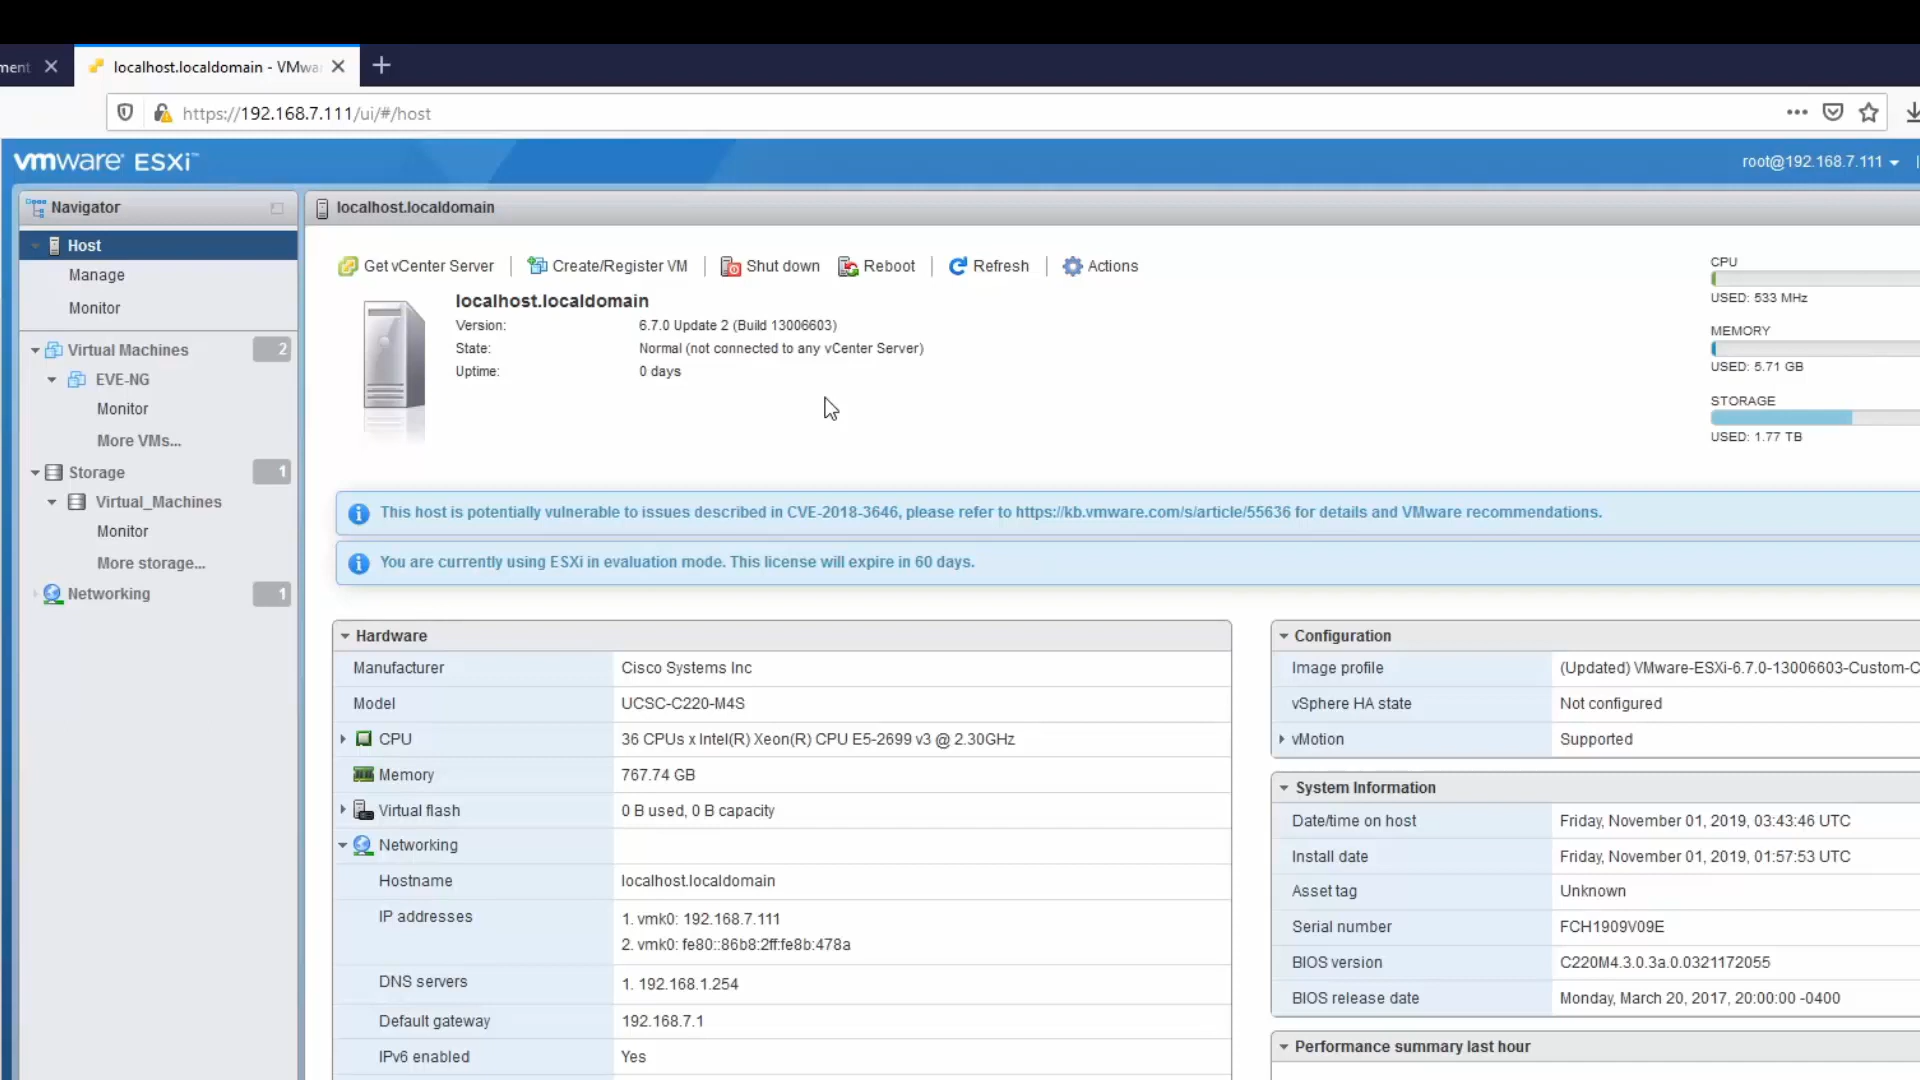 ment
localhost.localdomain - VMwa
https://192.168.7.111/ui/#/host
vmware ESXi™
root@192.168.7.111
Navigator
Host
Manage
Monitor
Virtual Machines 2
EVE-NG
Monitor
More VMs...
Storage 1
Virtual_Machines
Monitor
More storage...
Networking 1
localhost.localdomain
Get vCenter Server
Create/Register VM
Shut down
Reboot
Refresh
Actions
localhost.localdomain
Version: 6.7.0 Update 2 (Build 13006603)
State: Normal (not connected to any vCenter Server)
Uptime: 0 days
CPU
USED: 533 MHz
MEMORY
USED: 5.71 GB
STORAGE
USED: 1.77 TB
This host is potentially vulnerable to issues described in CVE-2018-3646, please refer to https://kb.vmware.com/s/article/55636 for details and VMware recommendations.
You are currently using ESXi in evaluation mode. This license will expire in 60 days.
Hardware
Manufacturer Cisco Systems Inc
Model UCSC-C220-M4S
CPU 36 CPUs x Intel(R) Xeon(R) CPU E5-2699 v3 @ 2.30GHz
Memory 767.74 GB
Virtual flash 0 B used, 0 B capacity
Networking
Hostname localhost.localdomain
IP addresses 1. vmk0: 192.168.7.111
2. vmk0: fe80::86b8:2ff:fe8b:478a
DNS servers 1. 192.168.1.254
Default gateway 192.168.7.1
IPv6 enabled Yes
Configuration
Image profile (Updated) VMware-ESXi-6.7.0-13006603-Custom-C
vSphere HA state Not configured
vMotion Supported
System Information
Date/time on host Friday, November 01, 2019, 03:43:46 UTC
Install date Friday, November 01, 2019, 01:57:53 UTC
Asset tag Unknown
Serial number FCH1909V09E
BIOS version C220M4.3.0.3a.0.0321172055
BIOS release date Monday, March 20, 2017, 20:00:00 -0400
Performance summary last hour